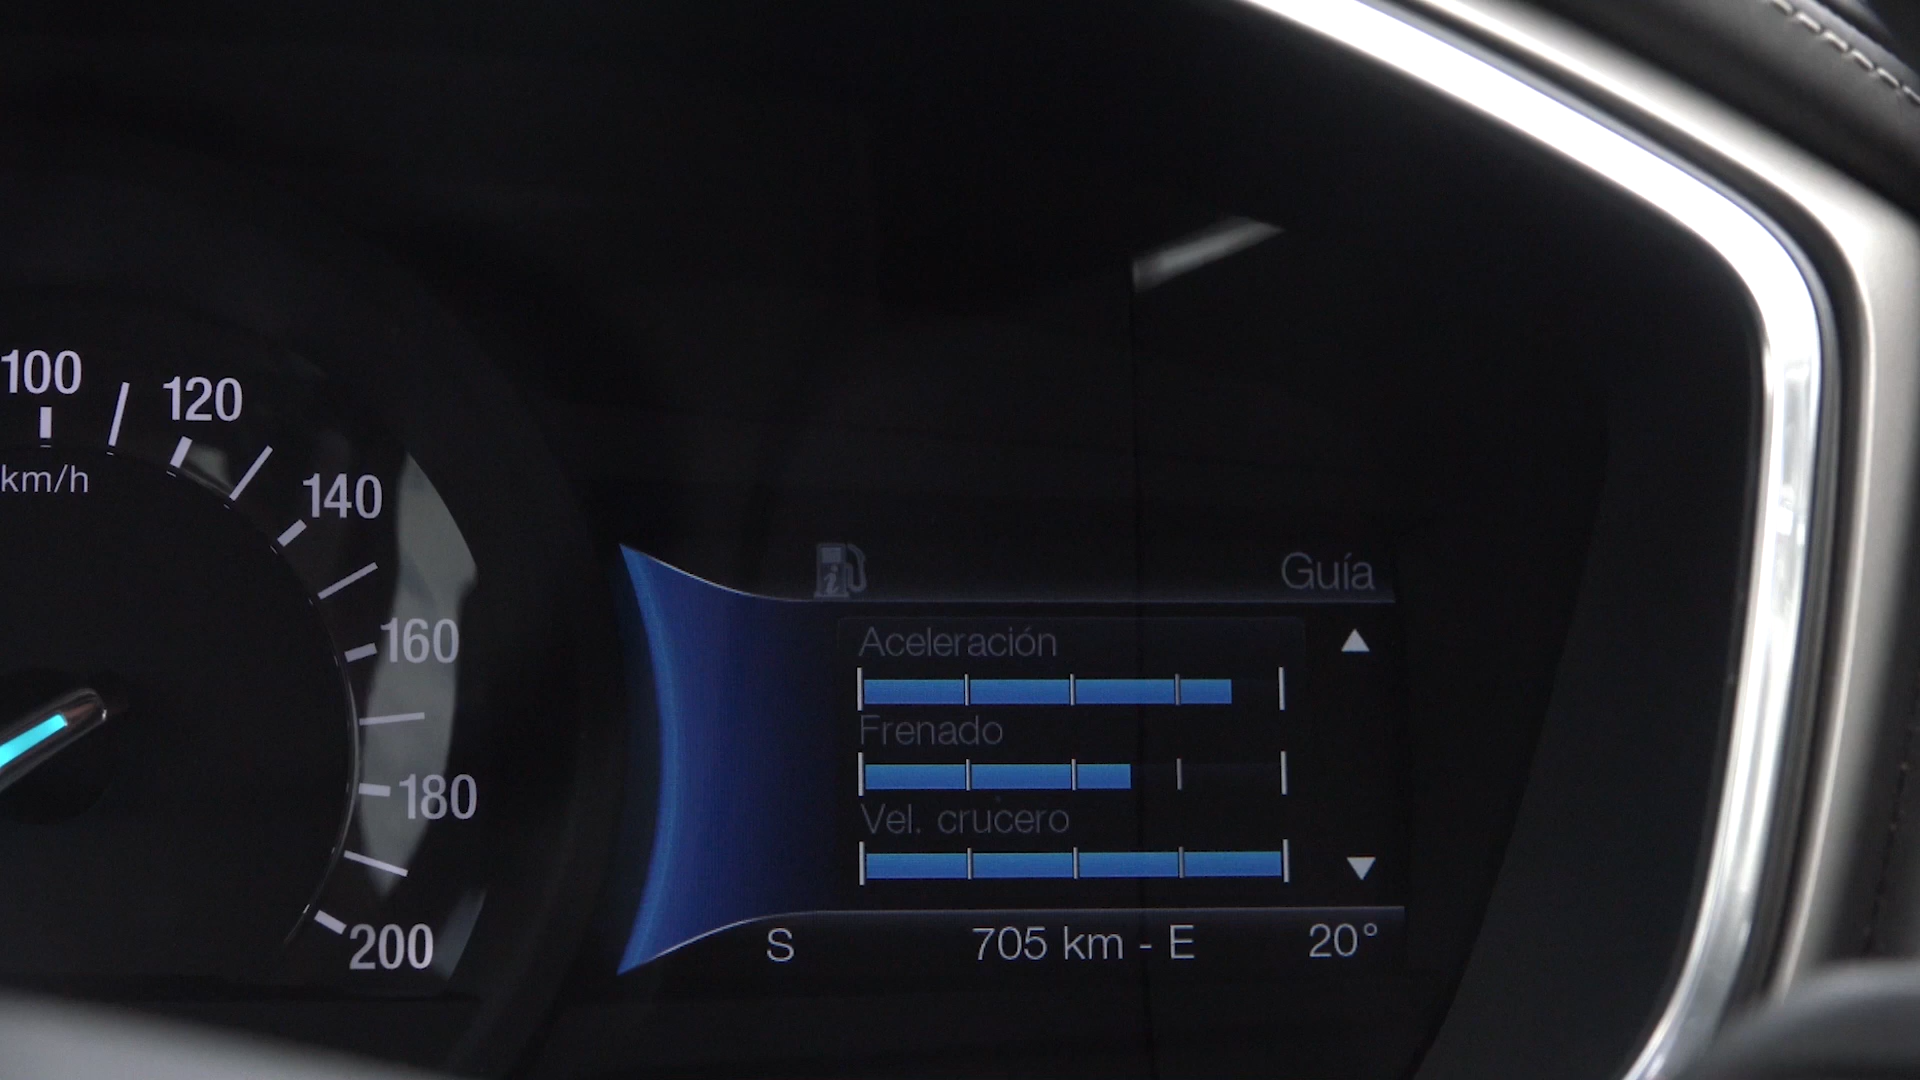 100
120
km/h
140
160
180
200
Guía
Aceleración
Frenado
Vel. crucero
S 705 km - E 20°